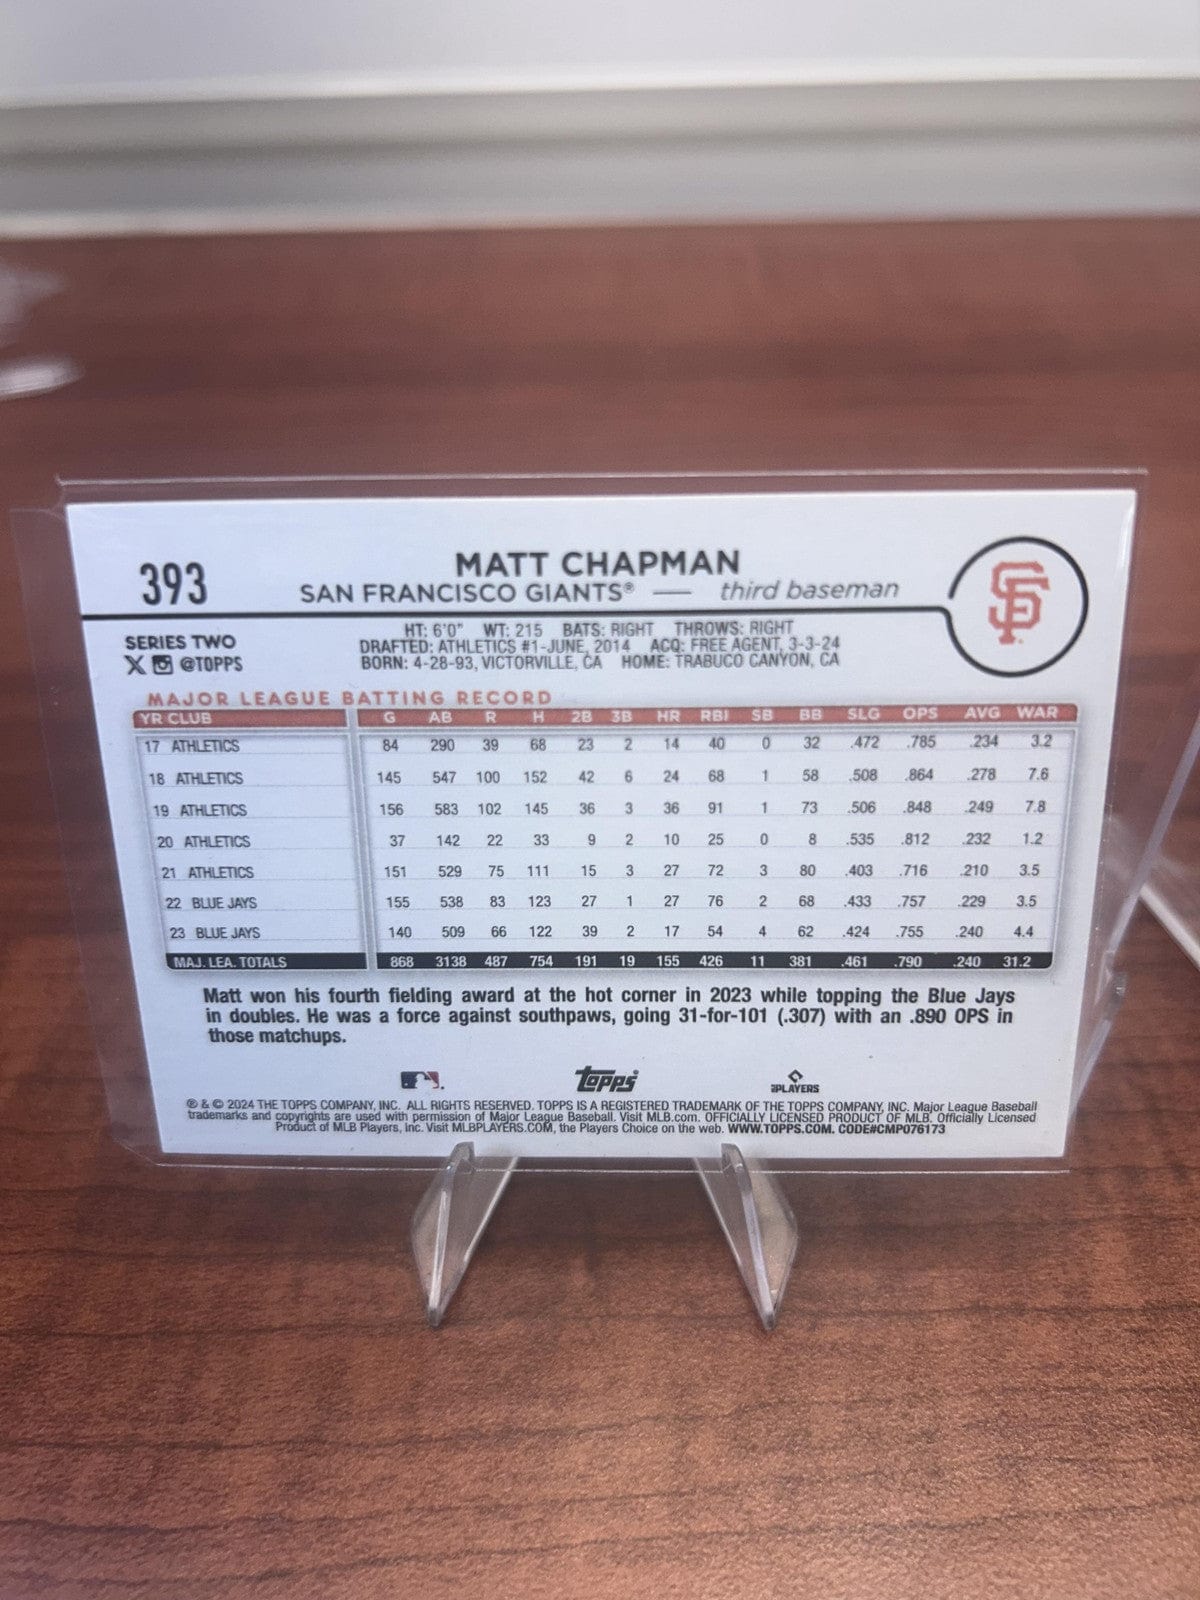 393
MATT CHAPMAN
SAN FRANCISCO GIANTS® — third baseman
SF
SERIES TWO
X @TOPPS
HT: 6'0" WT: 215 BATS: RIGHT THROWS: RIGHT
DRAFTED: ATHLETICS #1-JUNE, 2014 ACQ: FREE AGENT, 3-3-24
BORN: 4-28-93, VICTORVILLE, CA HOME: TRABUCO CANYON, CA
MAJOR LEAGUE BATTING RECORD
YR CLUB G AB R H 2B 3B HR RBI SB BB SLG OPS AVG WAR
17 ATHLETICS 84 290 39 68 23 2 14 40 0 32 .472 .785 .234 3.2
18 ATHLETICS 145 547 100 152 42 6 24 68 1 58 .508 .864 .278 7.6
19 ATHLETICS 156 583 102 145 36 3 36 91 1 73 .506 .848 .249 7.8
20 ATHLETICS 37 142 22 33 9 2 10 25 0 8 .535 .812 .232 1.2
21 ATHLETICS 151 529 75 111 15 3 27 72 3 80 .403 .716 .210 3.5
22 BLUE JAYS 155 538 83 123 27 1 27 76 2 68 .433 .757 .229 3.5
23 BLUE JAYS 140 509 66 122 39 2 17 54 4 62 .424 .755 .240 4.4
MAJ. LEA. TOTALS 868 3138 487 754 191 19 155 426 11 381 .461 .790 .240 31.2
Matt won his fourth fielding award at the hot corner in 2023 while topping the Blue Jays
in doubles. He was a force against southpaws, going 31-for-101 (.307) with an .890 OPS in
those matchups.
Topps
PLAYERS
® & © 2024 THE TOPPS COMPANY, INC. ALL RIGHTS RESERVED. TOPPS IS A REGISTERED TRADEMARK OF THE TOPPS COMPANY, INC. Major League Baseball
trademarks and copyrights are used with permission of Major League Baseball. Visit MLB.com. OFFICIALLY LICENSED PRODUCT OF MLB. Officially Licensed
Product of MLB Players, Inc. Visit MLBPLAYERS.COM, the Players Choice on the web. WWW.TOPPS.COM. CODE#CMP076173